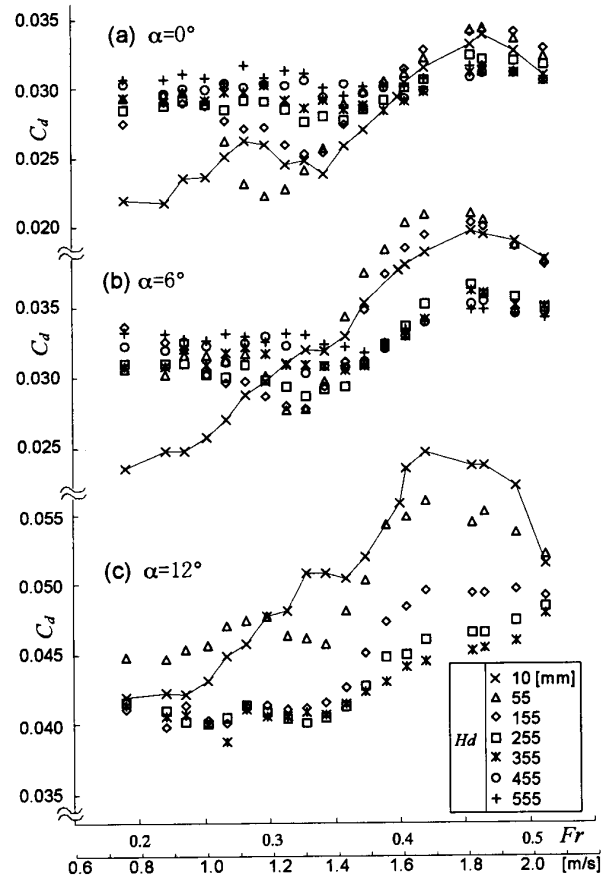 0.035
(a) α=0°
0.030
C_d
0.025
0.020
(b) α=6°
0.035
C_d
0.030
0.025
0.055
(c) α=12°
0.050
C_d
0.045
0.040
0.035
Hd
× 10 [mm]
△ 55
◇ 155
□ 255
✳ 355
○ 455
+ 555
0.2 0.3 0.4 0.5 Fr
0.6 0.8 1.0 1.2 1.4 1.6 1.8 2.0 [m/s]